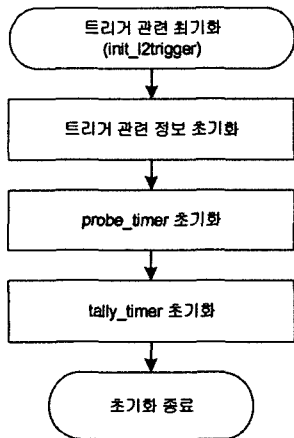 트리거 관련 최기화
(init_l2trigger)
트리거 관련 정보 초기화
probe_timer 초기화
tally_timer 초기화
초기화 종료